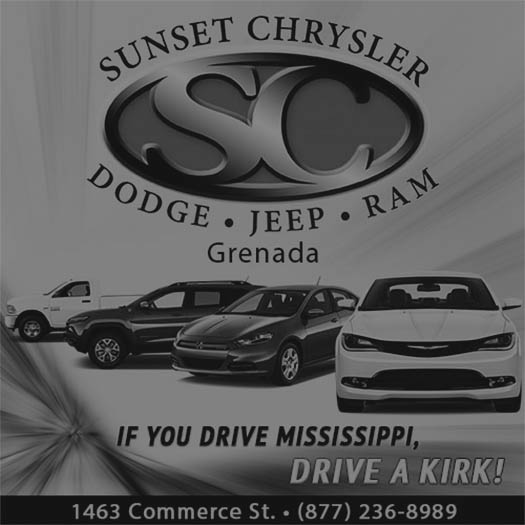 SUNSET CHRYSLER
SC
DODGE • JEEP • RAM
Grenada
IF YOU DRIVE MISSISSIPPI,
DRIVE A KIRK!
1463 Commerce St. • (877) 236-8989